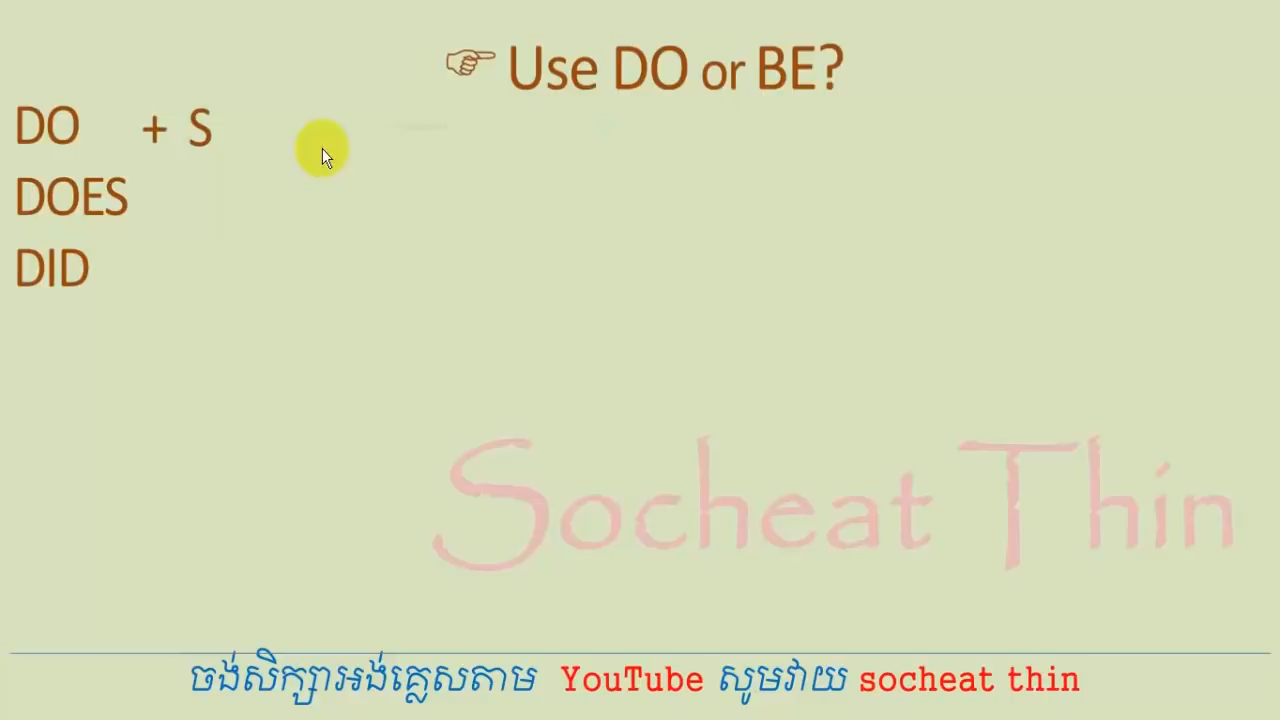 ☞ Use DO or BE?
DO + S
DOES
DID
Socheat Thin
ចង់សិក្សាអង់គ្លេសតាម YouTube សូមវាយ socheat thin